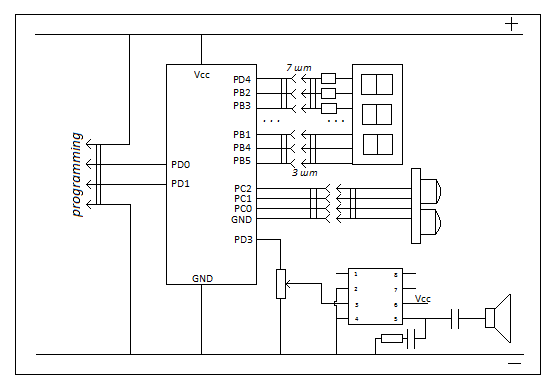 +
7 шт
Vcc
PD4
PB2
PB3
...
...
PB1
PB4
PB5
3 шт
programming
PD0
PD1
PC2
PC1
PC0
GND
PD3
GND
1
8
2
7
Vcc
3
6
4
5
—